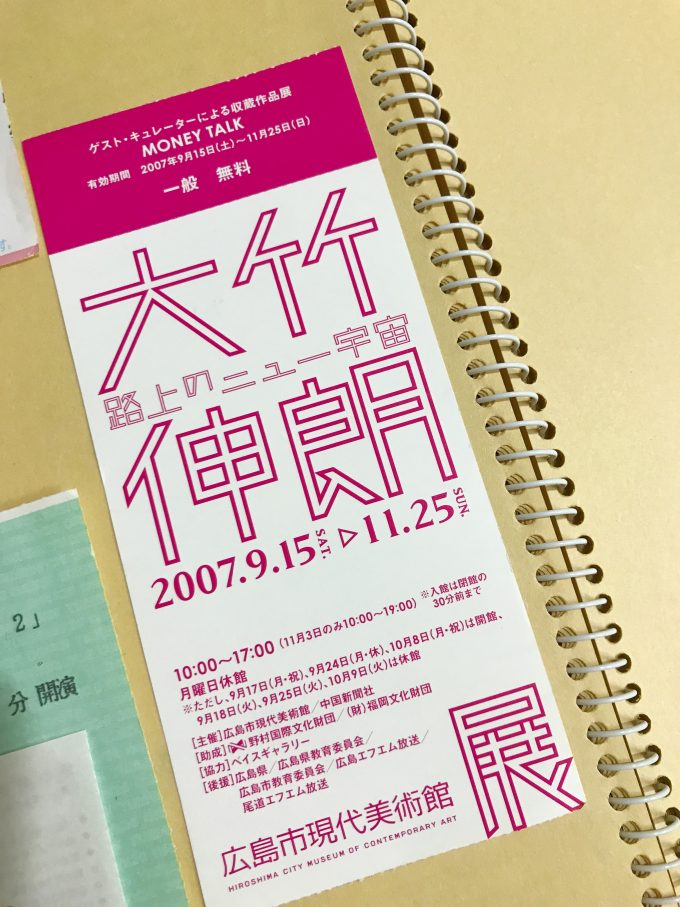 ゲスト・キュレーターによる収蔵作品展
MONEY TALK
有効期間　2007年9月15日(土)〜11月25日(日)
一般　無料
大竹
路上のニュー宇宙
伸朗
2007.9.15 SAT. ▷ 11.25 SUN.
10:00〜17:00 (11月3日のみ10:00〜19:00) ※入館は閉館の
30分前まで
月曜日休館
※ただし、9月17日(月・祝)、9月24日(月・休)、10月8日(月・祝)は開館、
9月18日(火)、9月25日(火)、10月9日(火)は休館
[主催]広島市現代美術館/中国新聞社
[助成]野村国際文化財団/(財)福岡文化財団
[協力]ベイスギャラリー
[後援]広島県/広島県教育委員会/
広島市教育委員会/広島エフエム放送/
尾道エフエム放送
展
広島市現代美術館
HIROSHIMA CITY MUSEUM OF CONTEMPORARY ART
す。
2」
分 開演